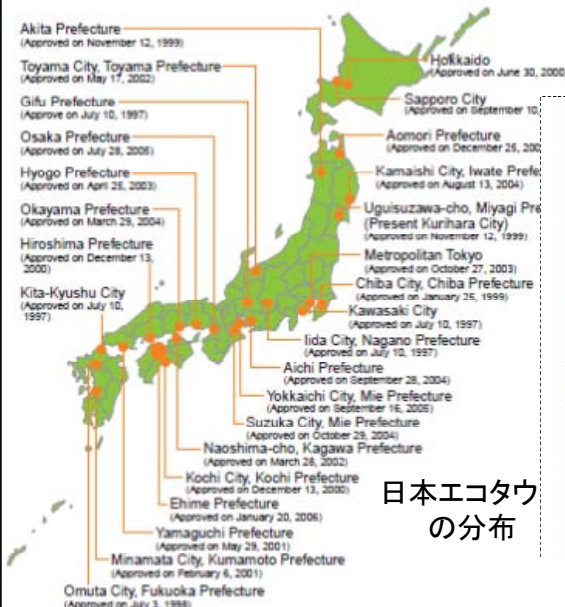 Akita Prefecture
(Approved on November 12, 1999)
Toyama City, Toyama Prefecture
(Approved on May 17, 2002)
Gifu Prefecture
(Approve on July 10, 1997)
Osaka Prefecture
(Approved on July 28, 2005)
Hyogo Prefecture
(Approved on April 25, 2003)
Okayama Prefecture
(Approved on March 29, 2004)
Hiroshima Prefecture
(Approved on December 13,
2000)
Kita-Kyushu City
(Approved on July 10,
1997)
Hokkaido
(Approved on June 30, 2000
Sapporo City
(Approved on September 10,
Aomori Prefecture
(Approved on December 25, 200
Kamaishi City, Iwate Prefe
(Approved on August 13, 2004)
Uguisuzawa-cho, Miyagi Pre
(Present Kurihara City)
(Approved on November 12, 1999)
Metropolitan Tokyo
(Approved on October 27, 2003)
Chiba City, Chiba Prefecture
(Approved on January 25, 1999)
Kawasaki City
(Approved on July 10, 1997)
Iida City, Nagano Prefecture
(Approved on July 10, 1997)
Aichi Prefecture
(Approved on September 28, 2004)
Yokkaichi City, Mie Prefecture
(Approved on September 16, 2005)
Suzuka City, Mie Prefecture
(Approved on October 29, 2004)
Naoshima-cho, Kagawa Prefecture
(Approved on March 28, 2002)
Kochi City, Kochi Prefecture
(Approved on December 13, 2000)
Ehime Prefecture
(Approved on January 20, 2006)
Yamaguchi Prefecture
(Approved on May 29, 2001)
Minamata City, Kumamoto Prefecture
(Approved on February 6, 2001)
Omuta City, Fukuoka Prefecture
(Approved on July 3, 1998)
日本エコタウ
の分布